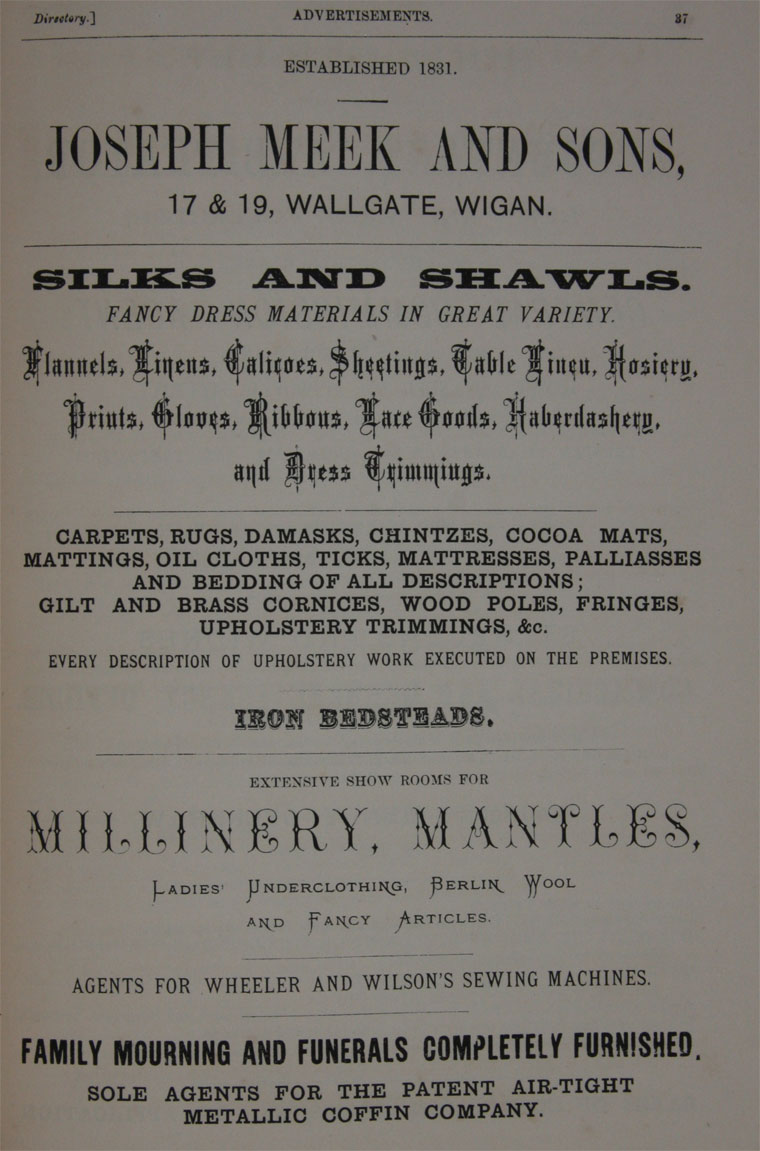 Directory.] ADVERTISEMENTS. 37
ESTABLISHED 1831.
JOSEPH MEEK AND SONS,
17 & 19, WALLGATE, WIGAN.
SILKS AND SHAWLS.
FANCY DRESS MATERIALS IN GREAT VARIETY.
Flannels, Linens, Calicoes, Sheetings, Table Linen, Hosiery,
Prints, Gloves, Ribbons, Lace Goods, Haberdashery,
and Dress Trimmings.
CARPETS, RUGS, DAMASKS, CHINTZES, COCOA MATS,
MATTINGS, OIL CLOTHS, TICKS, MATTRESSES, PALLIASSES
AND BEDDING OF ALL DESCRIPTIONS;
GILT AND BRASS CORNICES, WOOD POLES, FRINGES,
UPHOLSTERY TRIMMINGS, &c.
EVERY DESCRIPTION OF UPHOLSTERY WORK EXECUTED ON THE PREMISES.
IRON BEDSTEADS.
EXTENSIVE SHOW ROOMS FOR
MILLINERY, MANTLES,
LADIES' UNDERCLOTHING, BERLIN WOOL
AND FANCY ARTICLES.
AGENTS FOR WHEELER AND WILSON'S SEWING MACHINES.
FAMILY MOURNING AND FUNERALS COMPLETELY FURNISHED.
SOLE AGENTS FOR THE PATENT AIR-TIGHT
METALLIC COFFIN COMPANY.